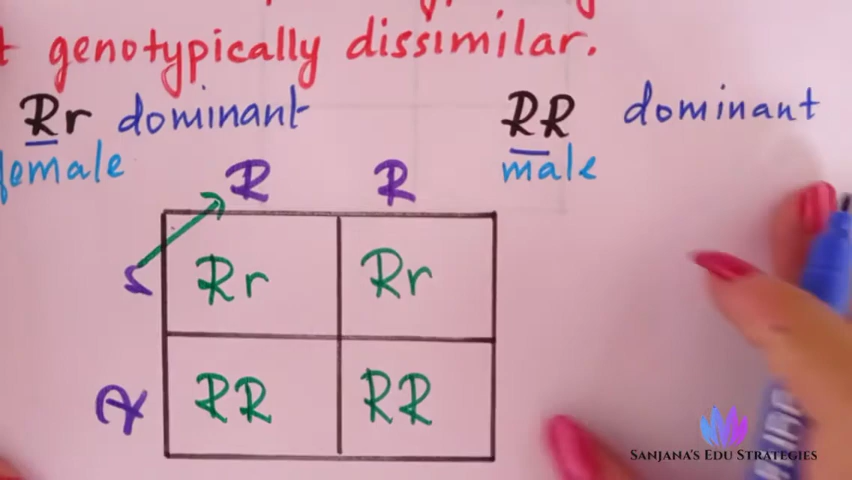 genotypically dissimilar.
Rr dominant RR dominant
female male
R R
r Rr Rr
R RR RR
SANJANA'S EDU STRATEGIES